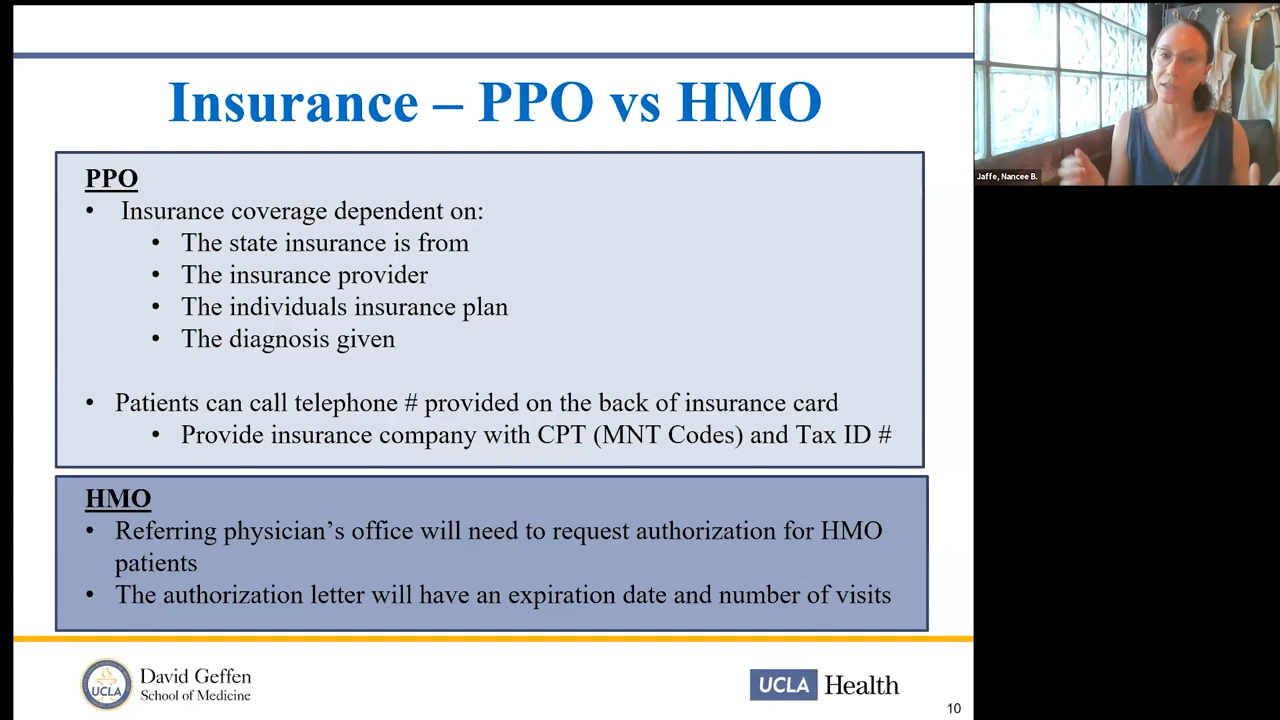 Insurance – PPO vs HMO
PPO
• Insurance coverage dependent on:
• The state insurance is from
• The insurance provider
• The individuals insurance plan
• The diagnosis given
• Patients can call telephone # provided on the back of insurance card
• Provide insurance company with CPT (MNT Codes) and Tax ID #
HMO
• Referring physician’s office will need to request authorization for HMO
patients
• The authorization letter will have an expiration date and number of visits
UCLA
David Geffen
School of Medicine
UCLA Health
10
Jaffe, Nancee B.